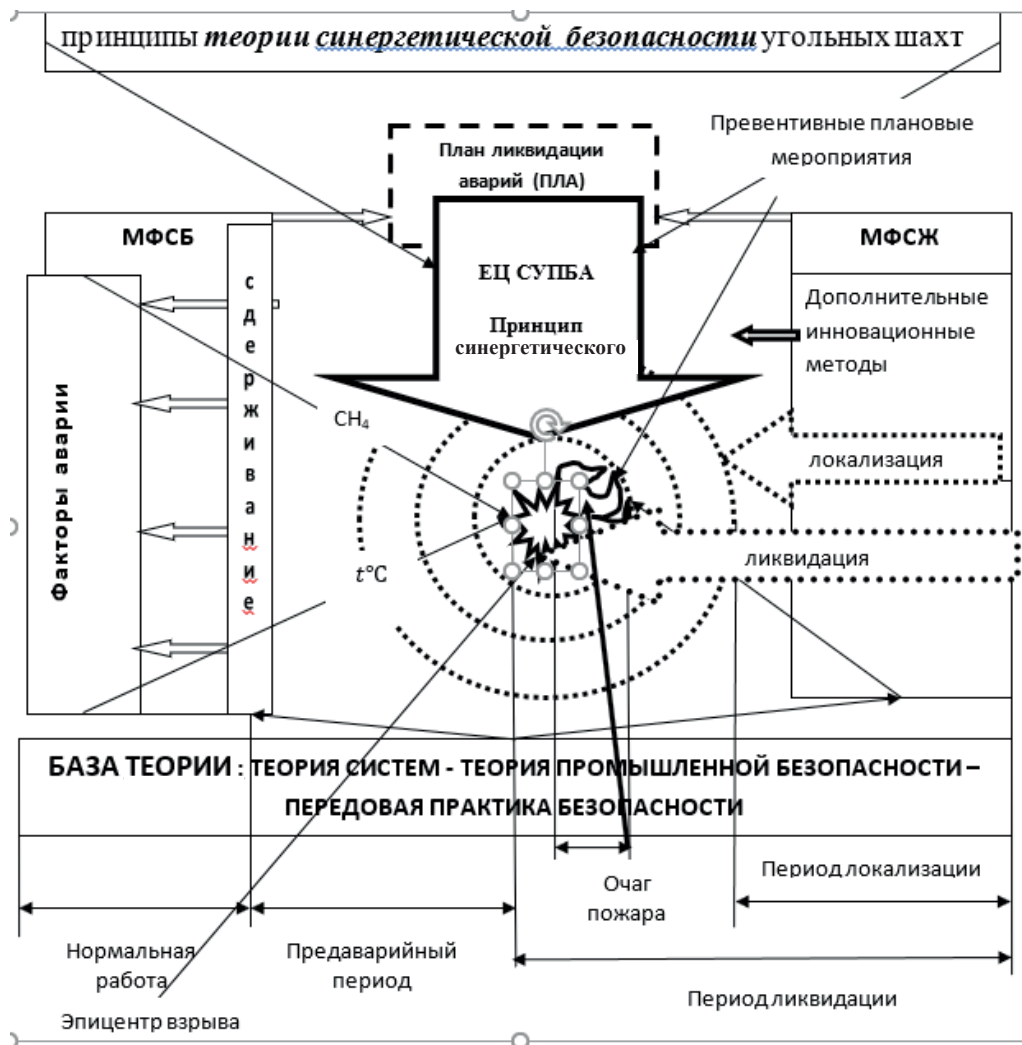 принципы теории синергетической безопасности угольных шахт
Превентивные плановые
мероприятия
План ликвидации
аварий (ПЛА)
МФСБ
МФСЖ
ЕЦ СУПБА
Принцип
синергетического
Дополнительные
инновационные
методы
сдерживание
Факторы аварии
CH₄
t°C
локализация
ликвидация
БАЗА ТЕОРИИ : ТЕОРИЯ СИСТЕМ - ТЕОРИЯ ПРОМЫШЛЕННОЙ БЕЗОПАСНОСТИ –
ПЕРЕДОВАЯ ПРАКТИКА БЕЗОПАСНОСТИ
Очаг
пожара
Период локализации
Нормальная
работа
Предаварийный
период
Период ликвидации
Эпицентр взрыва